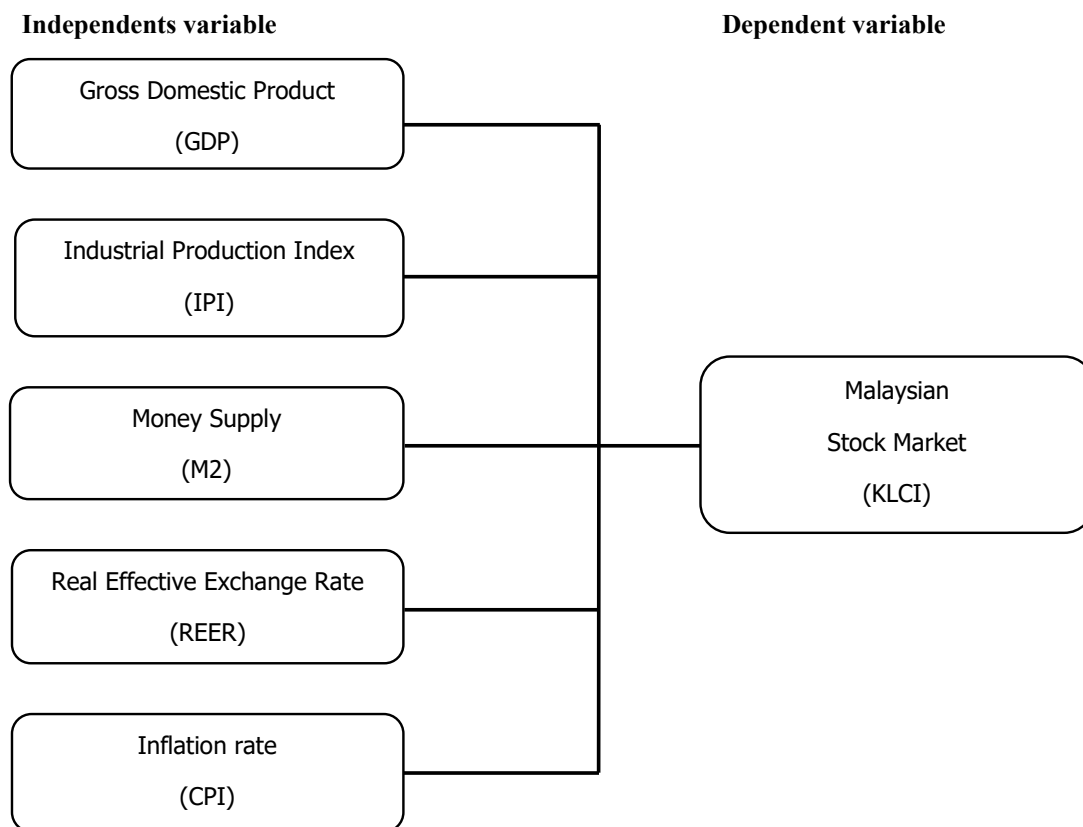 Independents variable
Dependent variable
Gross Domestic Product
(GDP)
Industrial Production Index
(IPI)
Money Supply
(M2)
Real Effective Exchange Rate
(REER)
Inflation rate
(CPI)
Malaysian
Stock Market
(KLCI)